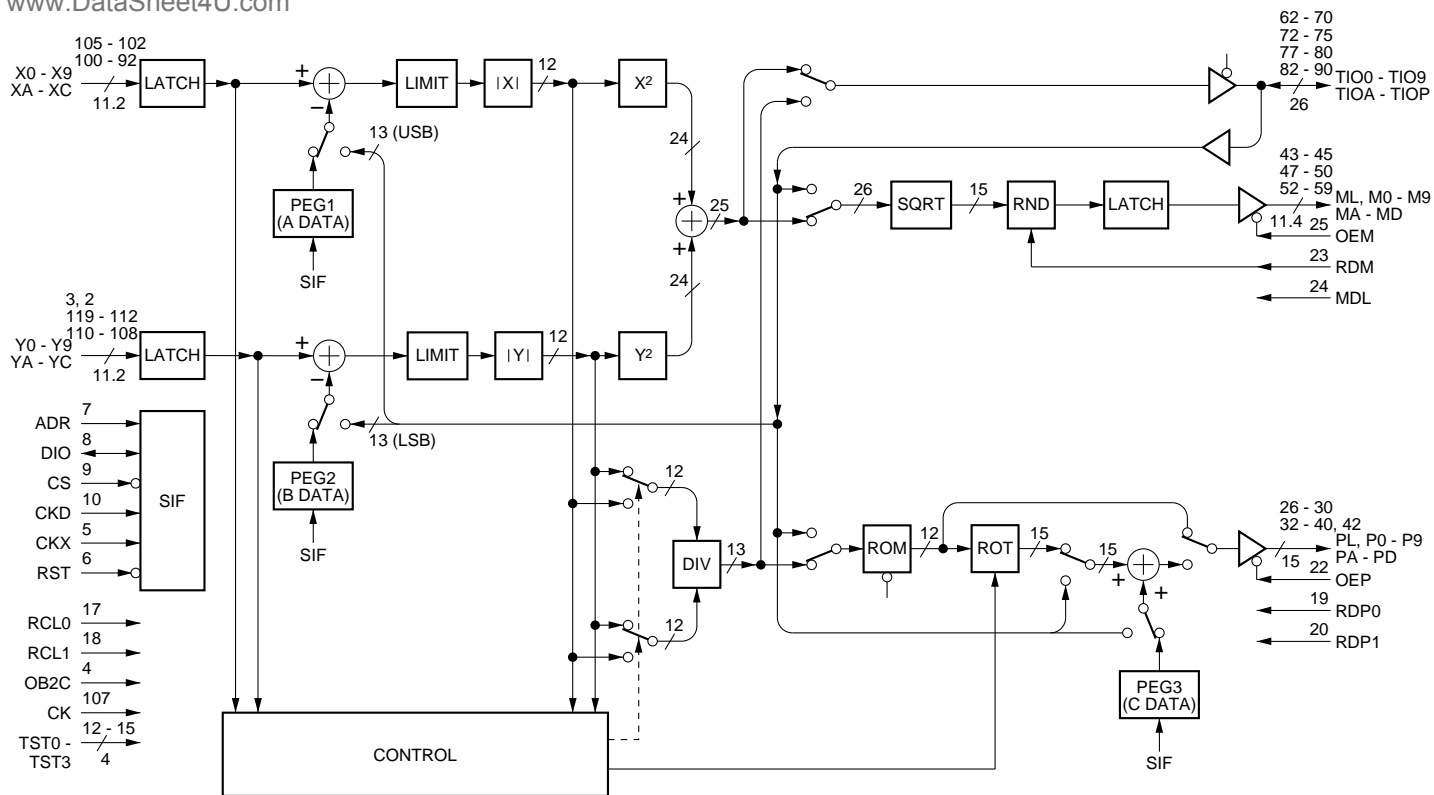 www.DataSheet4U.com
105 - 102
100 - 92
X0 - X9
XA - XC
11.2
LATCH
+
−
LIMIT
|X|
12
X2
13 (USB)
PEG1
(A DATA)
SIF
24
+
+
25
24
62 - 70
72 - 75
77 - 80
82 - 90
TIO0 - TIO9
TIOA - TIOP
26
26
SQRT
15
RND
LATCH
43 - 45
47 - 50
52 - 59
ML, M0 - M9
MA - MD
11.4
25
OEM
23
RDM
24
MDL
3, 2
119 - 112
110 - 108
Y0 - Y9
YA - YC
11.2
LATCH
+
−
LIMIT
|Y|
12
Y2
13 (LSB)
PEG2
(B DATA)
SIF
7
ADR
8
DIO
9
CS
10
CKD
5
CKX
6
RST
SIF
17
RCL0
18
RCL1
4
OB2C
107
CK
12 - 15
TST0 -
TST3
4
12
DIV
13
12
ROM
12
ROT
15
15
+
+
PEG3
(C DATA)
SIF
26 - 30
32 - 40, 42
PL, P0 - P9
PA - PD
15
22
OEP
19
RDP0
20
RDP1
CONTROL